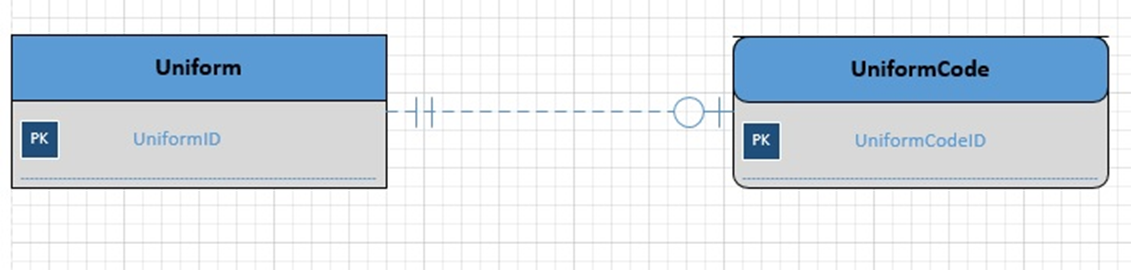 Uniform
PK
UniformID
UniformCode
PK
UniformCodeID